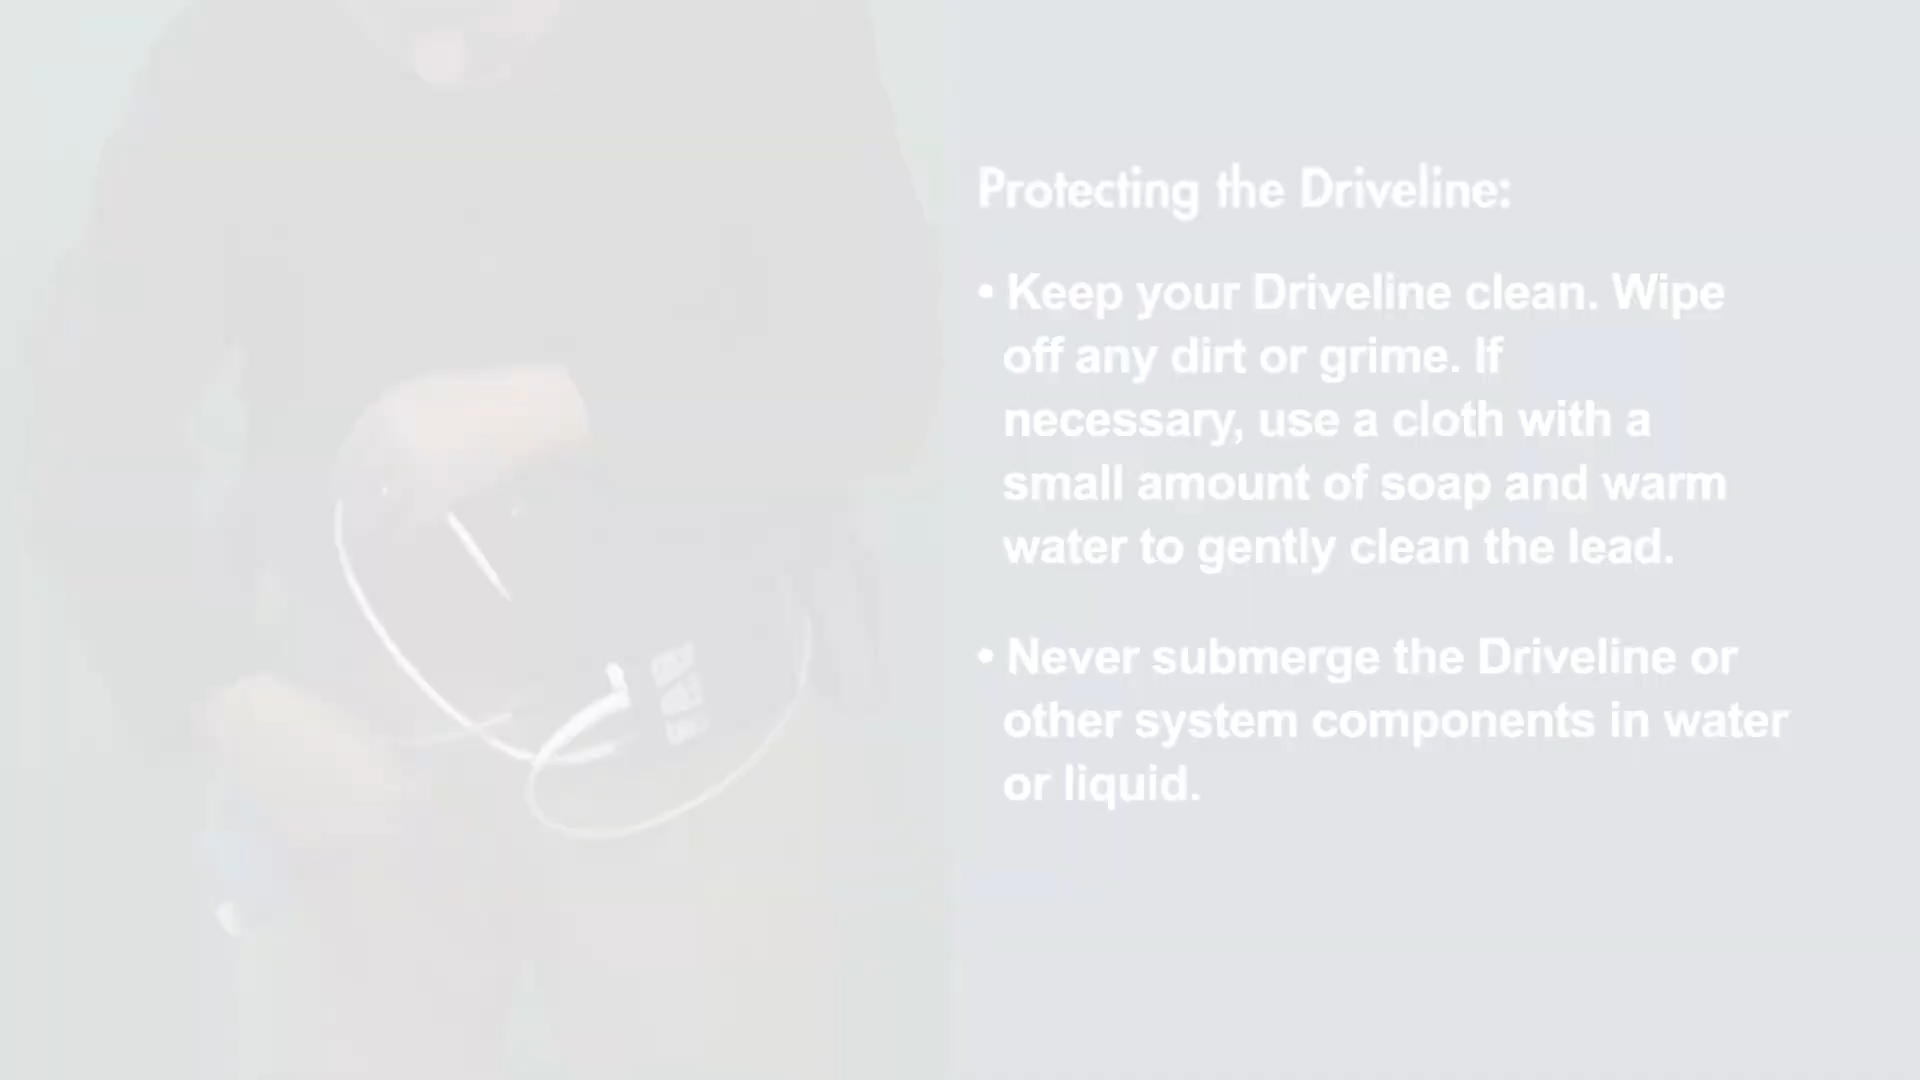 Protecting the Driveline:
• Keep your Driveline clean. Wipe
off any dirt or grime. If
necessary, use a cloth with a
small amount of soap and warm
water to gently clean the lead.
• Never submerge the Driveline or
other system components in water
or liquid.